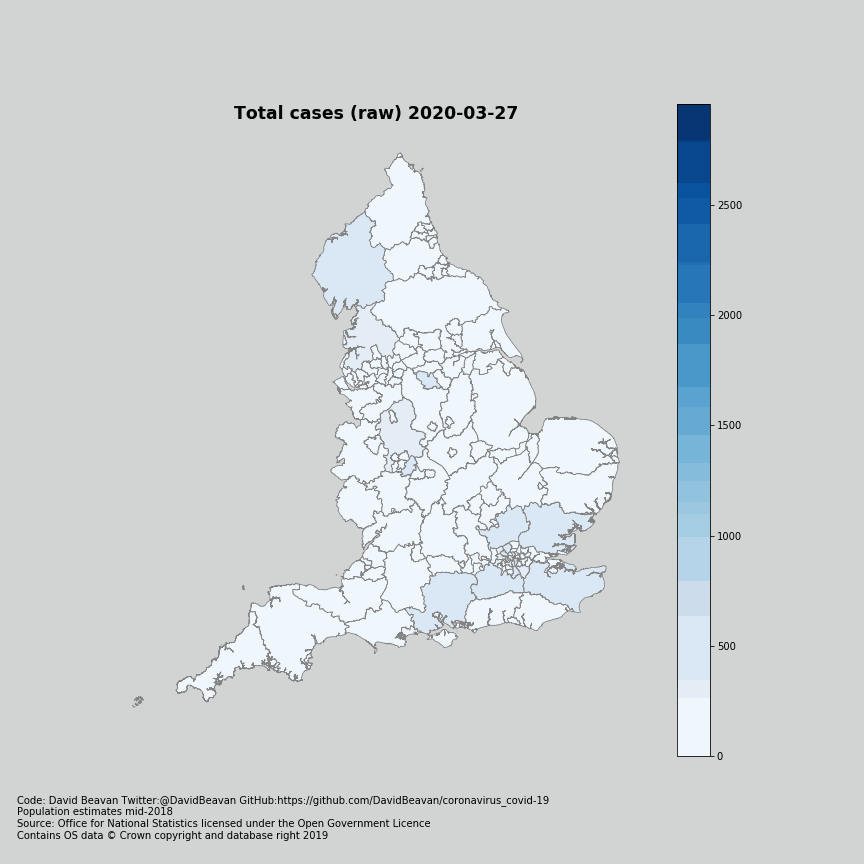 Total cases (raw) 2020-03-27
2500
2000
1500
1000
500
0
Code: David Beavan Twitter:@DavidBeavan GitHub:https://github.com/DavidBeavan/coronavirus_covid-19
Population estimates mid-2018
Source: Office for National Statistics licensed under the Open Government Licence
Contains OS data © Crown copyright and database right 2019